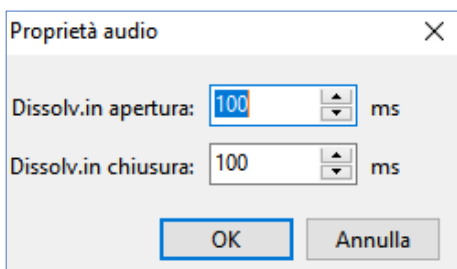 Proprietà audio
Dissolv.in apertura: 100 ms
Dissolv.in chiusura: 100 ms
OK Annulla